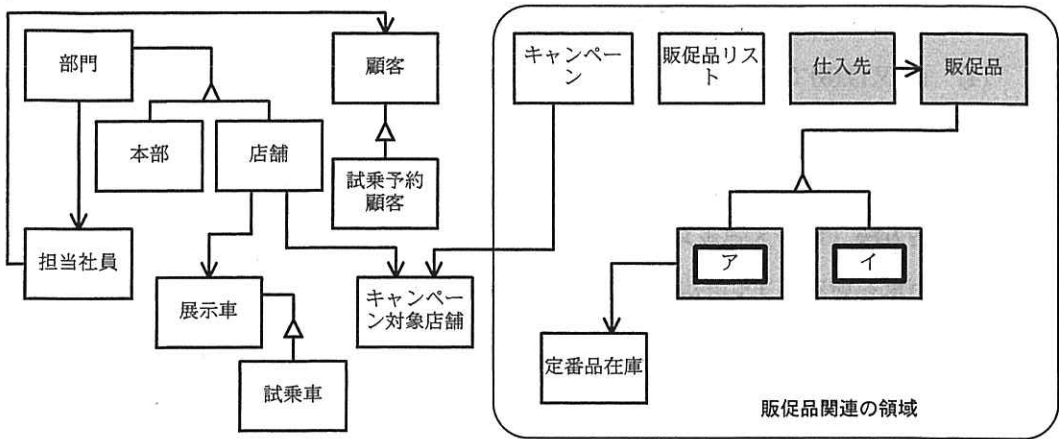 部門
顧客
キャンペー
ン
販促品リス
ト
仕入先
販促品
本部
店舗
試乗予約
顧客
担当社員
展示車
キャンペー
ン対象店舗
ア
イ
試乗車
定番品在庫
販促品関連の領域